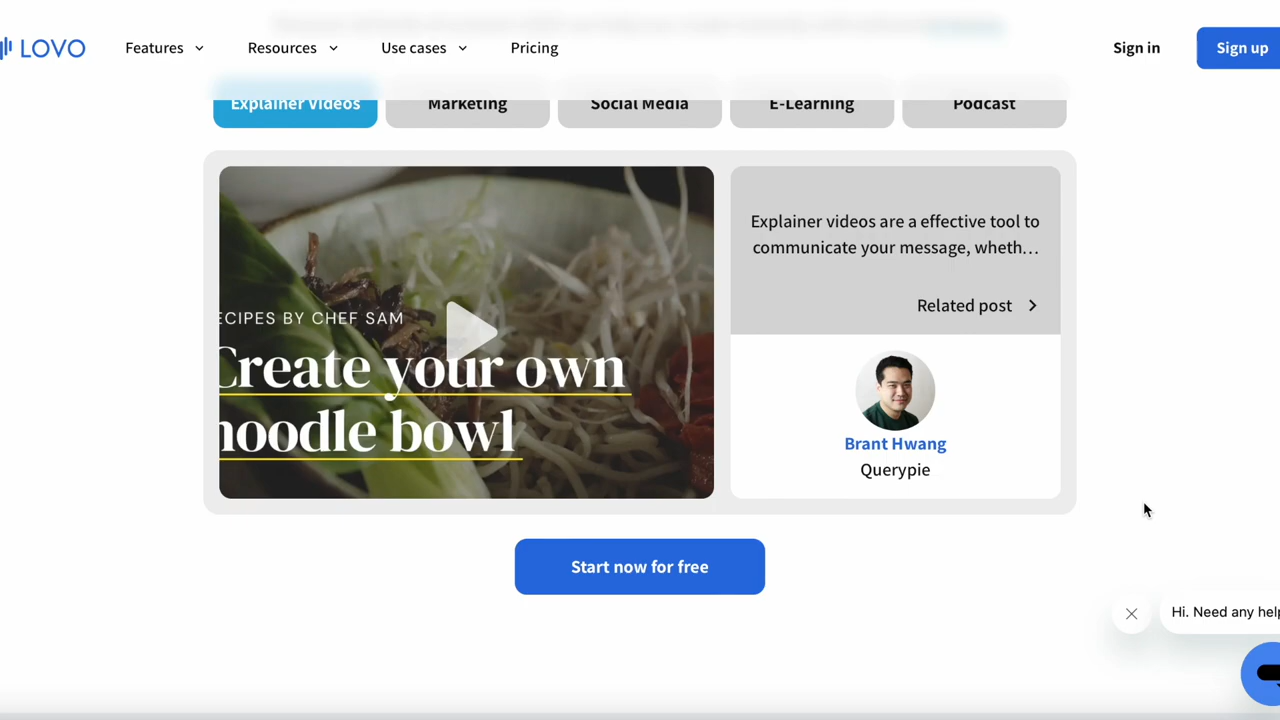 LOVO
Features
Resources
Use cases
Pricing
Sign in
Sign up
Explainer Videos
Marketing
Social Media
E-Learning
Podcast
ECIPES BY CHEF SAM
Create your own
noodle bowl
Explainer videos are a effective tool to
communicate your message, wheth…
Related post
Brant Hwang
Querypie
Start now for free
Hi. Need any help